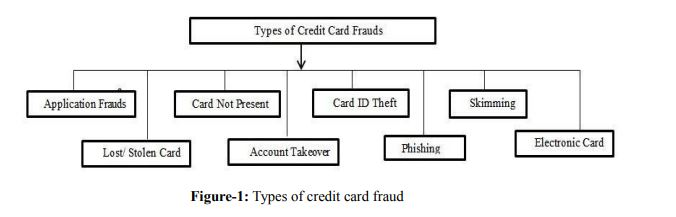 Types of Credit Card Frauds
Application Frauds
Card Not Present
Card ID Theft
Skimming
Lost/ Stolen Card
Account Takeover
Phishing
Electronic Card
Figure-1: Types of credit card fraud